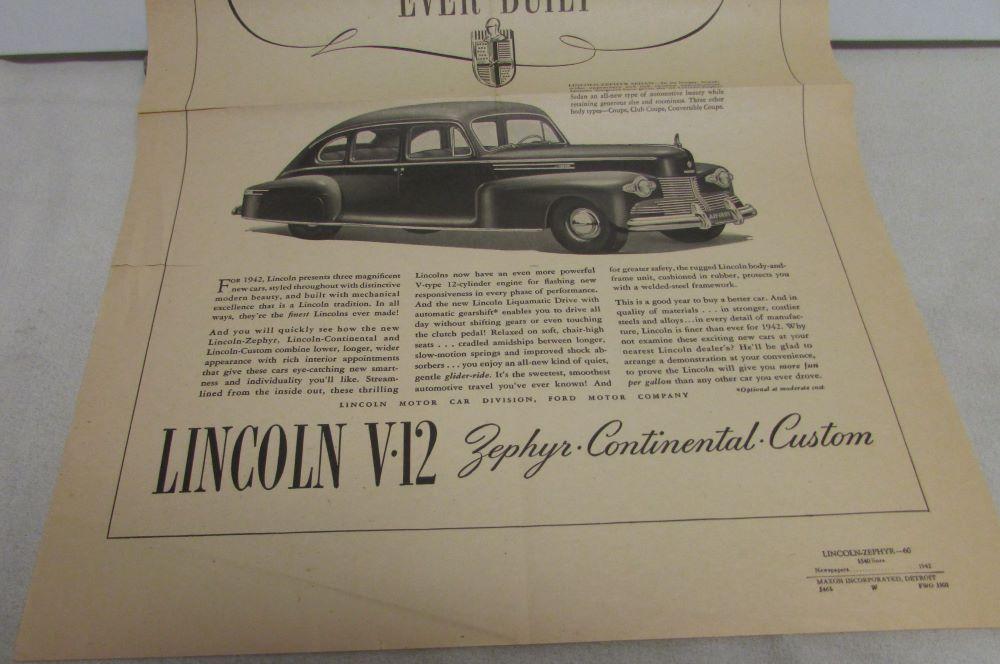 EVER BUILT
LINCOLN-ZEPHYR SEDAN
Sedan an all-new type of automotive beauty while
retaining generous size and roominess. Three other
body types—Coupe, Club Coupe, Convertible Coupe.
For 1942, Lincoln presents three magnificent
new cars, styled throughout with distinctive
modern beauty, and built with mechanical
excellence that is a Lincoln tradition. In all
ways, they're the finest Lincolns ever made!
And you will quickly see how the new
Lincoln-Zephyr, Lincoln-Continental and
Lincoln-Custom combine lower, longer, wider
appearance with rich interior appointments
that give these cars eye-catching new smart-
ness and individuality you'll like. Stream-
lined from the inside out, these thrilling
Lincolns now have an even more powerful
V-type 12-cylinder engine for flashing new
responsiveness in every phase of performance.
And the new Lincoln Liquamatic Drive with
automatic gearshift* enables you to drive all
day without shifting gears or even touching
the clutch pedal! Relaxed on soft, chair-high
seats . . . cradled amidships between longer,
slow-motion springs and improved shock ab-
sorbers . . . you enjoy an all-new kind of quiet,
gentle glider-ride. It's the sweetest, smoothest
automotive travel you've ever known! And
for greater safety, the rugged Lincoln body-and-
frame unit, cushioned in rubber, protects you
with a welded-steel framework.
This is a good year to buy a better car. And in
quality of materials . . . in stronger, costlier
steels and alloys . . . in every detail of manufac-
ture, Lincoln is finer than ever for 1942. Why
not examine these exciting new cars at your
nearest Lincoln dealer's? He'll be glad to
arrange a demonstration at your convenience,
to prove the Lincoln will give you more fun
per gallon than any other car you ever drove.
*Optional at moderate cost
LINCOLN MOTOR CAR DIVISION, FORD MOTOR COMPANY
LINCOLN V·12 Zephyr · Continental · Custom
LINCOLN-ZEPHYR—60
1540 lines
Newspapers . . . . . . . . . . . . . . 1942
MAXON INCORPORATED, DETROIT
W